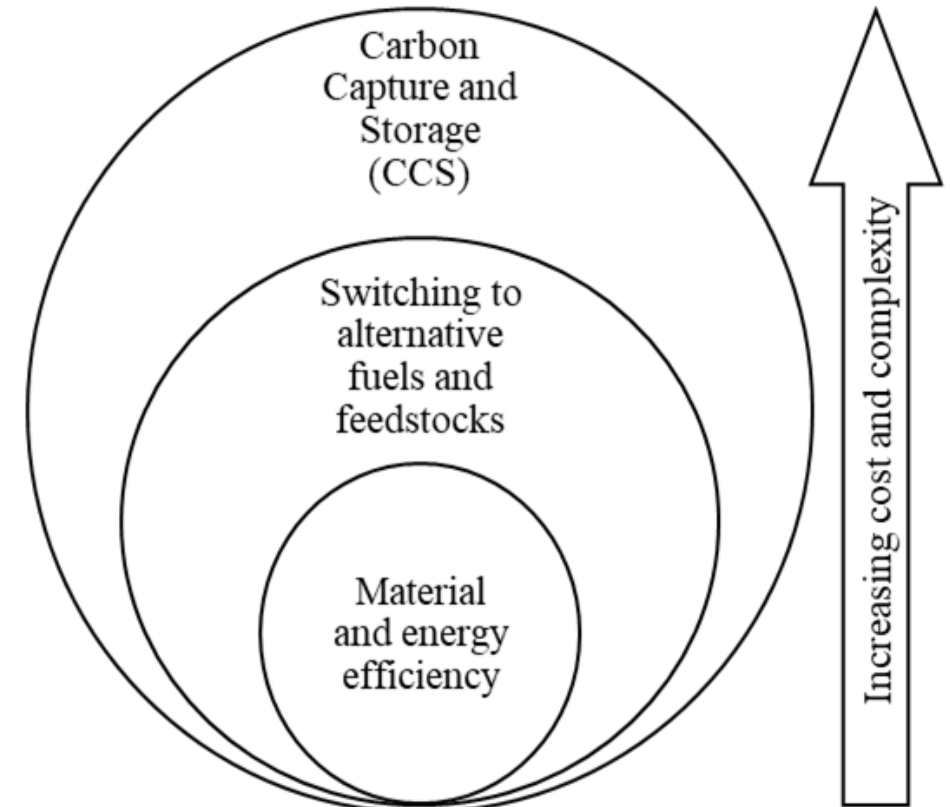 Carbon
Capture and
Storage
(CCS)
Switching to
alternative
fuels and
feedstocks
Material
and energy
efficiency
Increasing cost and complexity